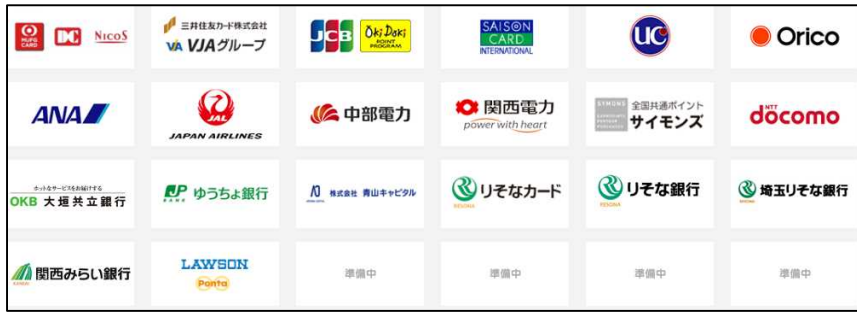 MUFG CARD DC NICOS
三井住友カード株式会社
VJA VJAグループ
JCB Oki Doki POINT PROGRAM
SAISON CARD INTERNATIONAL
UC
Orico
ANA
JAL
JAPAN AIRLINES
中部電力
関西電力
power with heart
SYMONS 全国共通ポイント
サイモンズ
NTT
docomo
ホットなサービスをお届けする
OKB 大垣共立銀行
JP BANK ゆうちょ銀行
株式会社 青山キャピタル
りそなカード
RESONA
りそな銀行
RESONA
埼玉りそな銀行
RESONA
関西みらい銀行
LAWSON
Ponta
準備中
準備中
準備中
準備中